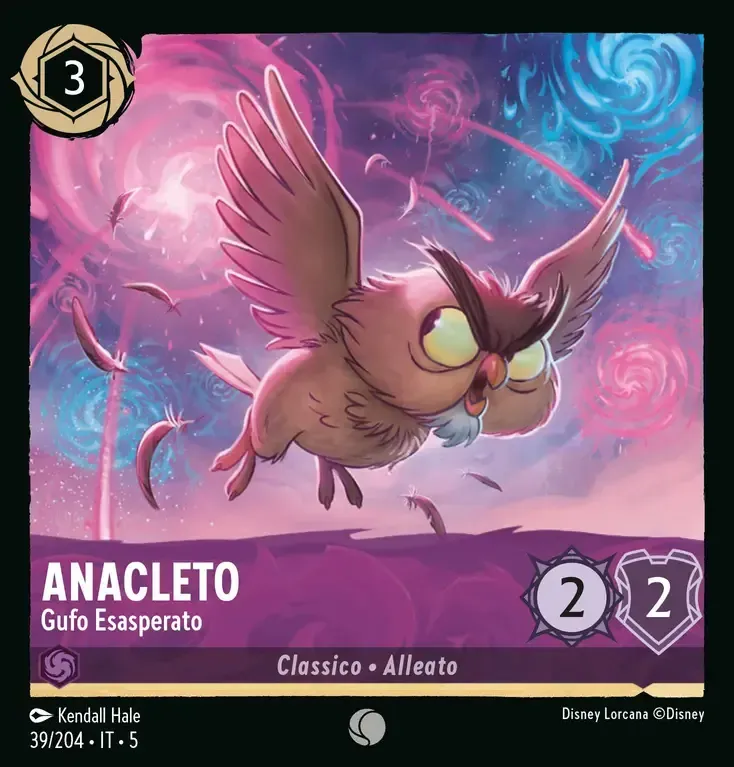 3
ANACLETO
Gufo Esasperato
2 2
Classico • Alleato
Kendall Hale
Disney Lorcana ©Disney
39/204 • IT • 5